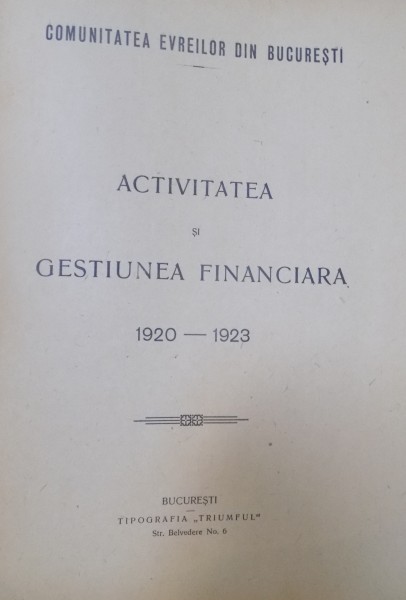 COMUNITATEA EVREILOR DIN BUCUREȘTI
ACTIVITATEA
ȘI
GESTIUNEA FINANCIARA
1920 — 1923
BUCUREȘTI
TIPOGRAFIA „TRIUMFUL"
Str. Belvedere No. 6